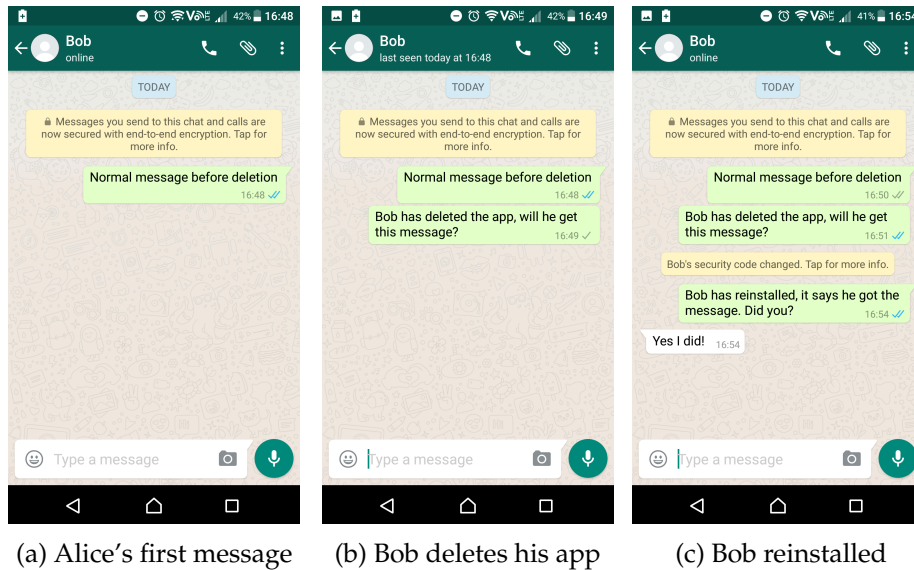 42% 16:48
Bob
online
TODAY
Messages you send to this chat and calls are
now secured with end-to-end encryption. Tap for
more info.
Normal message before deletion
16:48
Type a message
(a) Alice's first message
42% 16:49
Bob
last seen today at 16:48
TODAY
Messages you send to this chat and calls are
now secured with end-to-end encryption. Tap for
more info.
Normal message before deletion
16:48
Bob has deleted the app, will he get
this message?
16:49
Type a message
(b) Bob deletes his app
41% 16:54
Bob
online
TODAY
Messages you send to this chat and calls are
now secured with end-to-end encryption. Tap for
more info.
Normal message before deletion
16:50
Bob has deleted the app, will he get
this message?
16:51
Bob's security code changed. Tap for more info.
Bob has reinstalled, it says he got the
message. Did you?
16:54
Yes I did! 16:54
Type a message
(c) Bob reinstalled